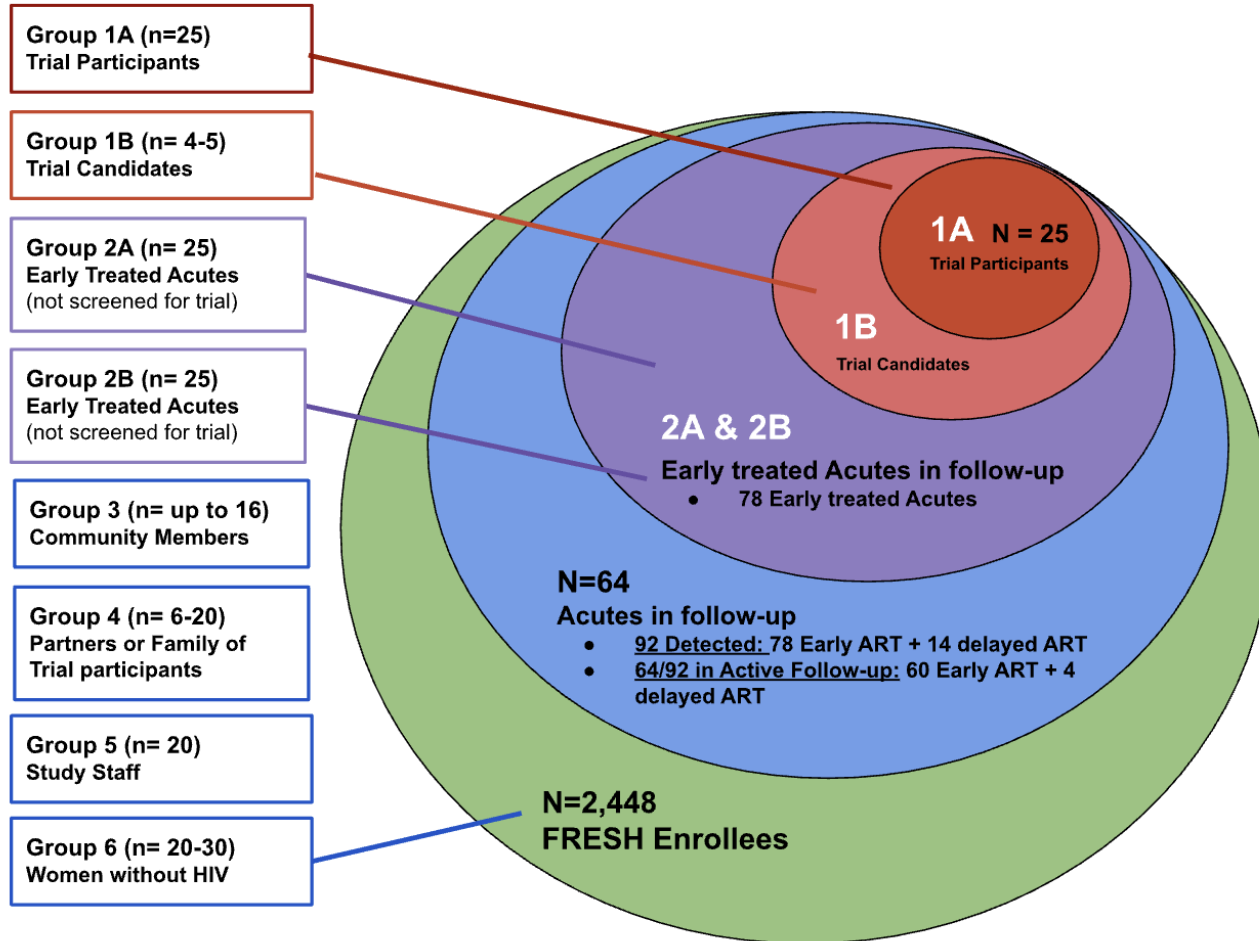 Group 1A (n=25)
Trial Participants
Group 1B (n= 4-5)
Trial Candidates
Group 2A (n= 25)
Early Treated Acutes
(not screened for trial)
Group 2B (n= 25)
Early Treated Acutes
(not screened for trial)
Group 3 (n= up to 16)
Community Members
Group 4 (n= 6-20)
Partners or Family of
Trial participants
Group 5 (n= 20)
Study Staff
Group 6 (n= 20-30)
Women without HIV
1A N = 25
Trial Participants
1B
Trial Candidates
2A & 2B
Early treated Acutes in follow-up
● 78 Early treated Acutes
N=64
Acutes in follow-up
● 92 Detected: 78 Early ART + 14 delayed ART
● 64/92 in Active Follow-up: 60 Early ART + 4
delayed ART
N=2,448
FRESH Enrollees